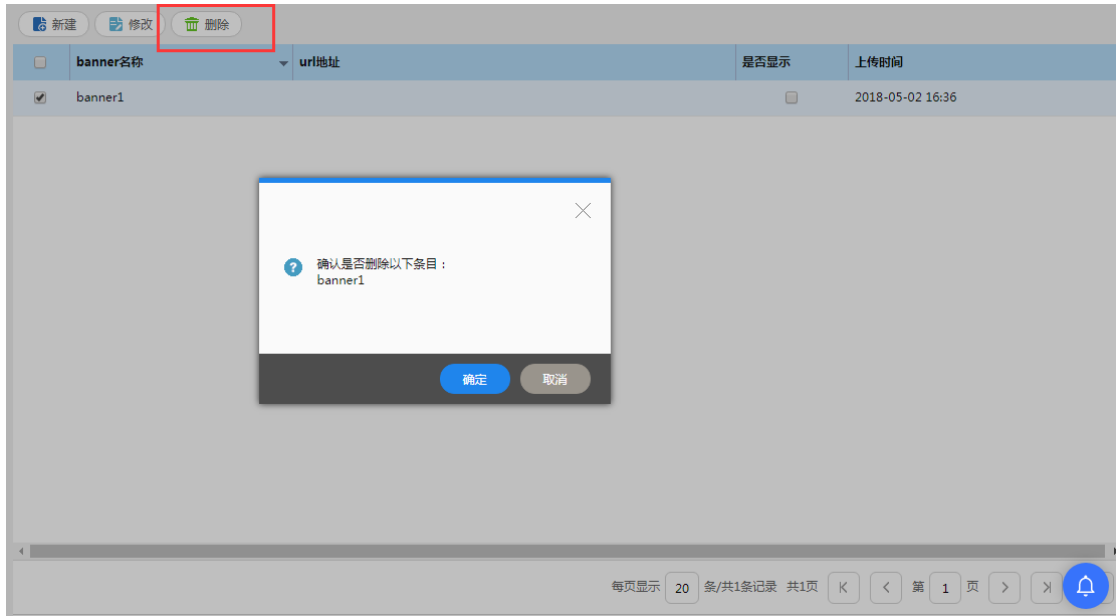 新建 修改 删除
banner名称 url地址 是否显示 上传时间
banner1 2018-05-02 16:36
确认是否删除以下条目：
banner1
确定 取消
每页显示 20 条/共1条记录 共1页 第 1 页